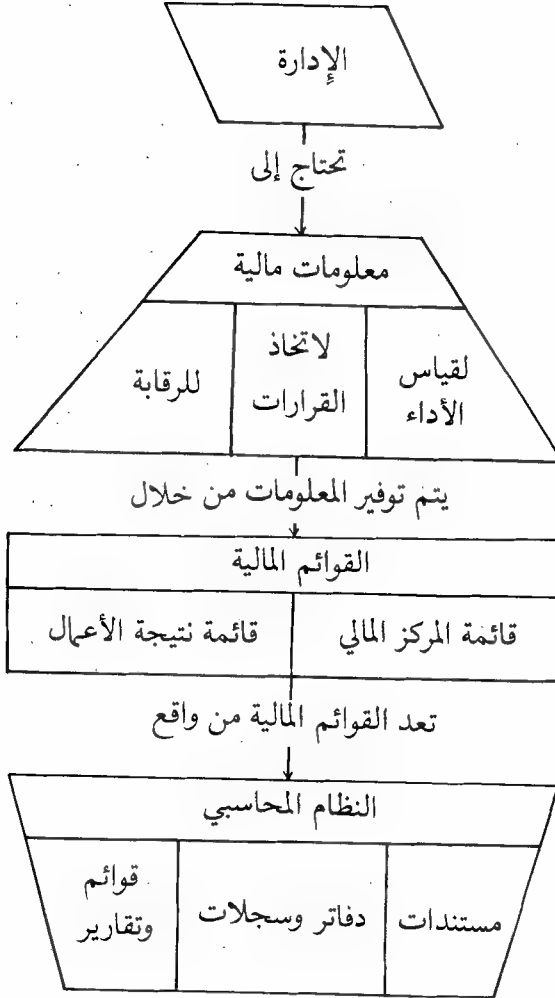 الإدارة
تحتاج إلى
معلومات مالية
لقياس
الأداء
لاتخاذ
القرارات
للرقابة
يتم توفير المعلومات من خلال
القوائم المالية
قائمة المركز المالي
قائمة نتيجة الأعمال
تعد القوائم المالية من واقع
النظام المحاسبي
مستندات
دفاتر وسجلات
قوائم
وتقارير